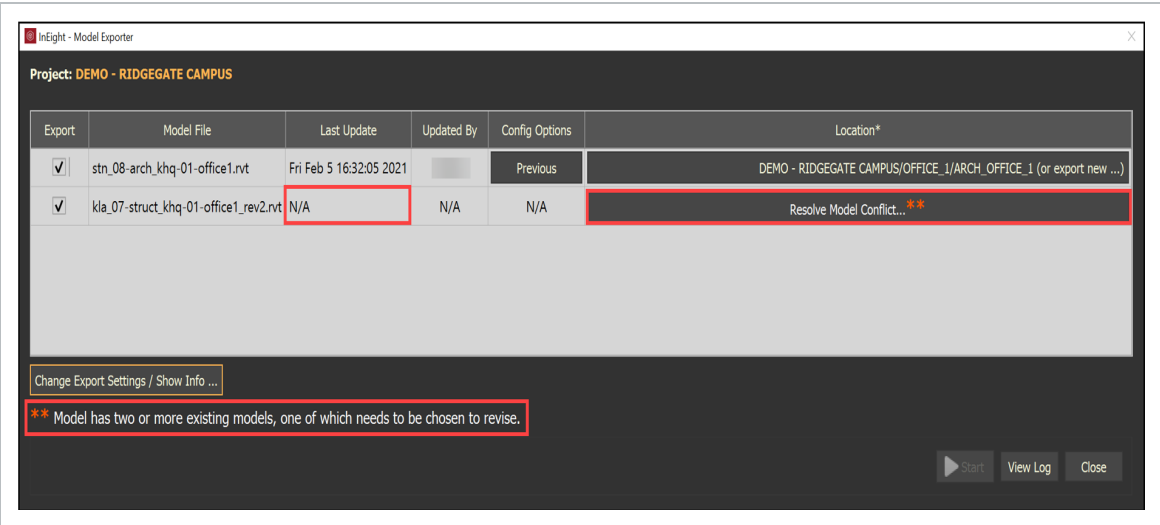 InEight - Model Exporter X
Project: DEMO - RIDGEGATE CAMPUS
Export Model File Last Update Updated By Config Options Location*
stn_08-arch_khq-01-office1.rvt Fri Feb 5 16:32:05 2021 Previous DEMO - RIDGEGATE CAMPUS/OFFICE_1/ARCH_OFFICE_1 (or export new ...)
kla_07-struct_khq-01-office1_rev2.rvt N/A N/A N/A Resolve Model Conflict...**
Change Export Settings / Show Info ...
** Model has two or more existing models, one of which needs to be chosen to revise.
Start View Log Close